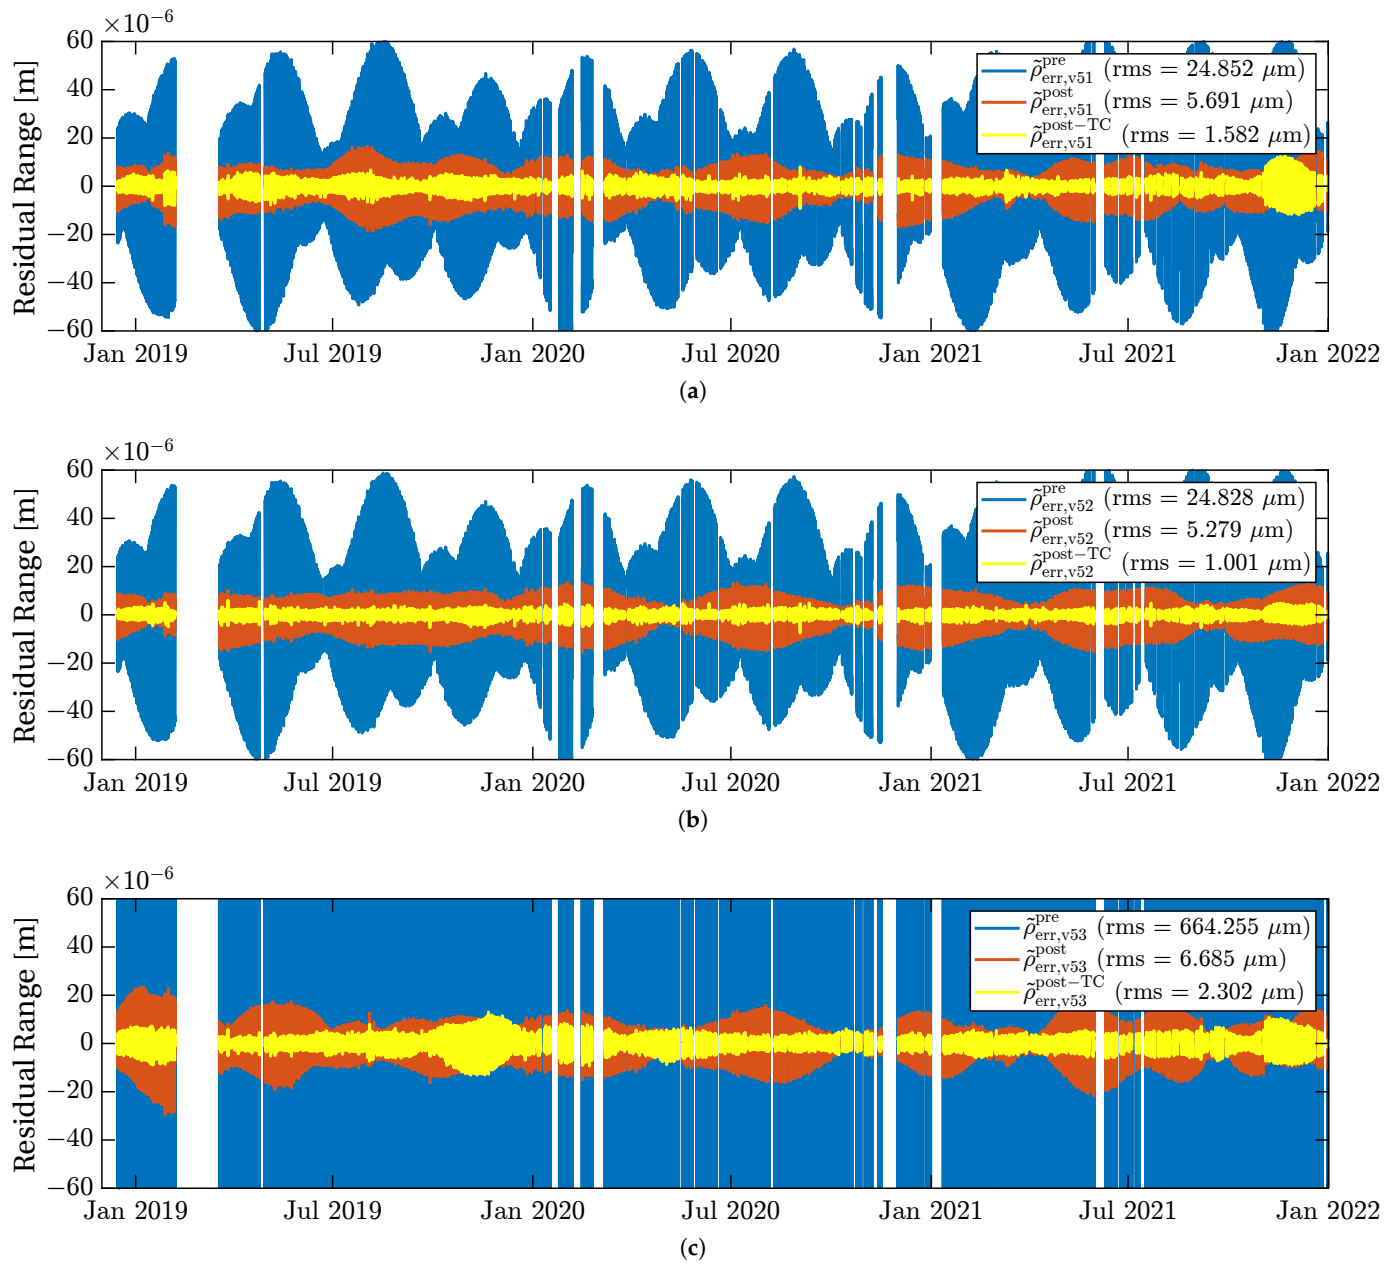 ×10⁻⁶
Residual Range [m]
60
40
20
0
−20
−40
−60
ρ̃ᵖʳᵉ_err,v51 (rms = 24.852 μm)
ρ̃ᵖᵒˢᵗ_err,v51 (rms = 5.691 μm)
ρ̃ᵖᵒˢᵗ⁻ᵀᶜ_err,v51 (rms = 1.582 μm)
Jan 2019 Jul 2019 Jan 2020 Jul 2020 Jan 2021 Jul 2021 Jan 2022
(a)
×10⁻⁶
Residual Range [m]
60
40
20
0
−20
−40
−60
ρ̃ᵖʳᵉ_err,v52 (rms = 24.828 μm)
ρ̃ᵖᵒˢᵗ_err,v52 (rms = 5.279 μm)
ρ̃ᵖᵒˢᵗ⁻ᵀᶜ_err,v52 (rms = 1.001 μm)
Jan 2019 Jul 2019 Jan 2020 Jul 2020 Jan 2021 Jul 2021 Jan 2022
(b)
×10⁻⁶
Residual Range [m]
60
40
20
0
−20
−40
−60
ρ̃ᵖʳᵉ_err,v53 (rms = 664.255 μm)
ρ̃ᵖᵒˢᵗ_err,v53 (rms = 6.685 μm)
ρ̃ᵖᵒˢᵗ⁻ᵀᶜ_err,v53 (rms = 2.302 μm)
Jan 2019 Jul 2019 Jan 2020 Jul 2020 Jan 2021 Jul 2021 Jan 2022
(c)